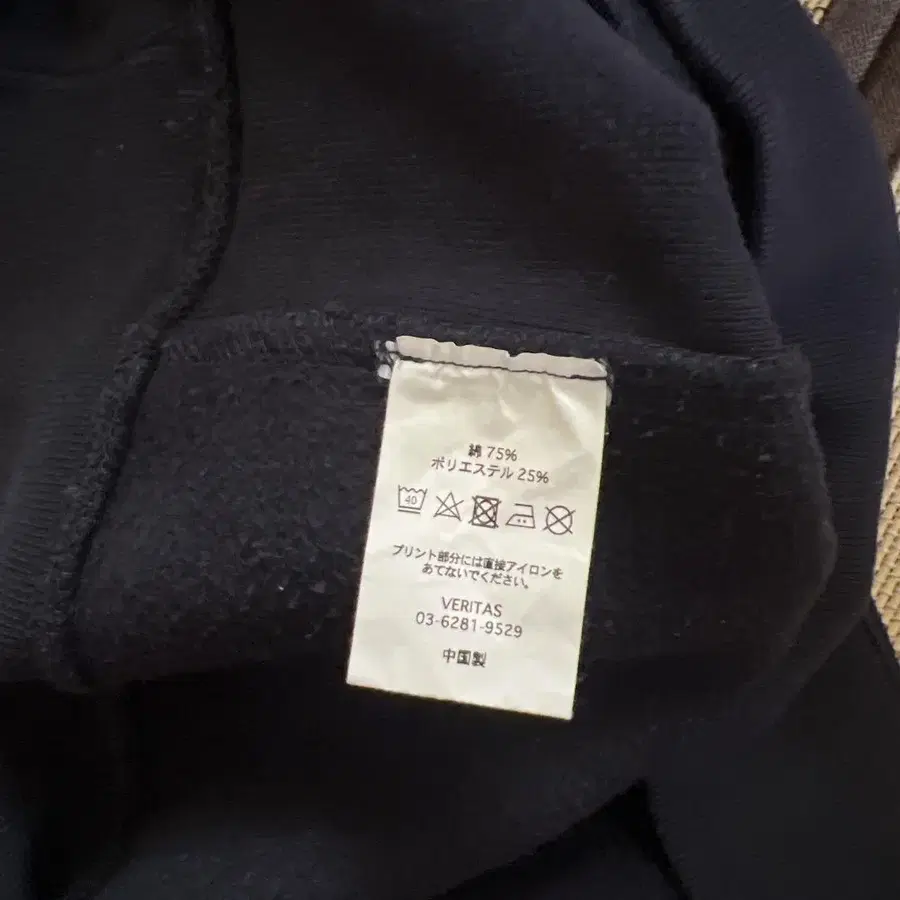 綿 75%
ポリエステル 25%
40
プリント部分には直接アイロンを
あてないでください。
VERITAS
03-6281-9529
中国製